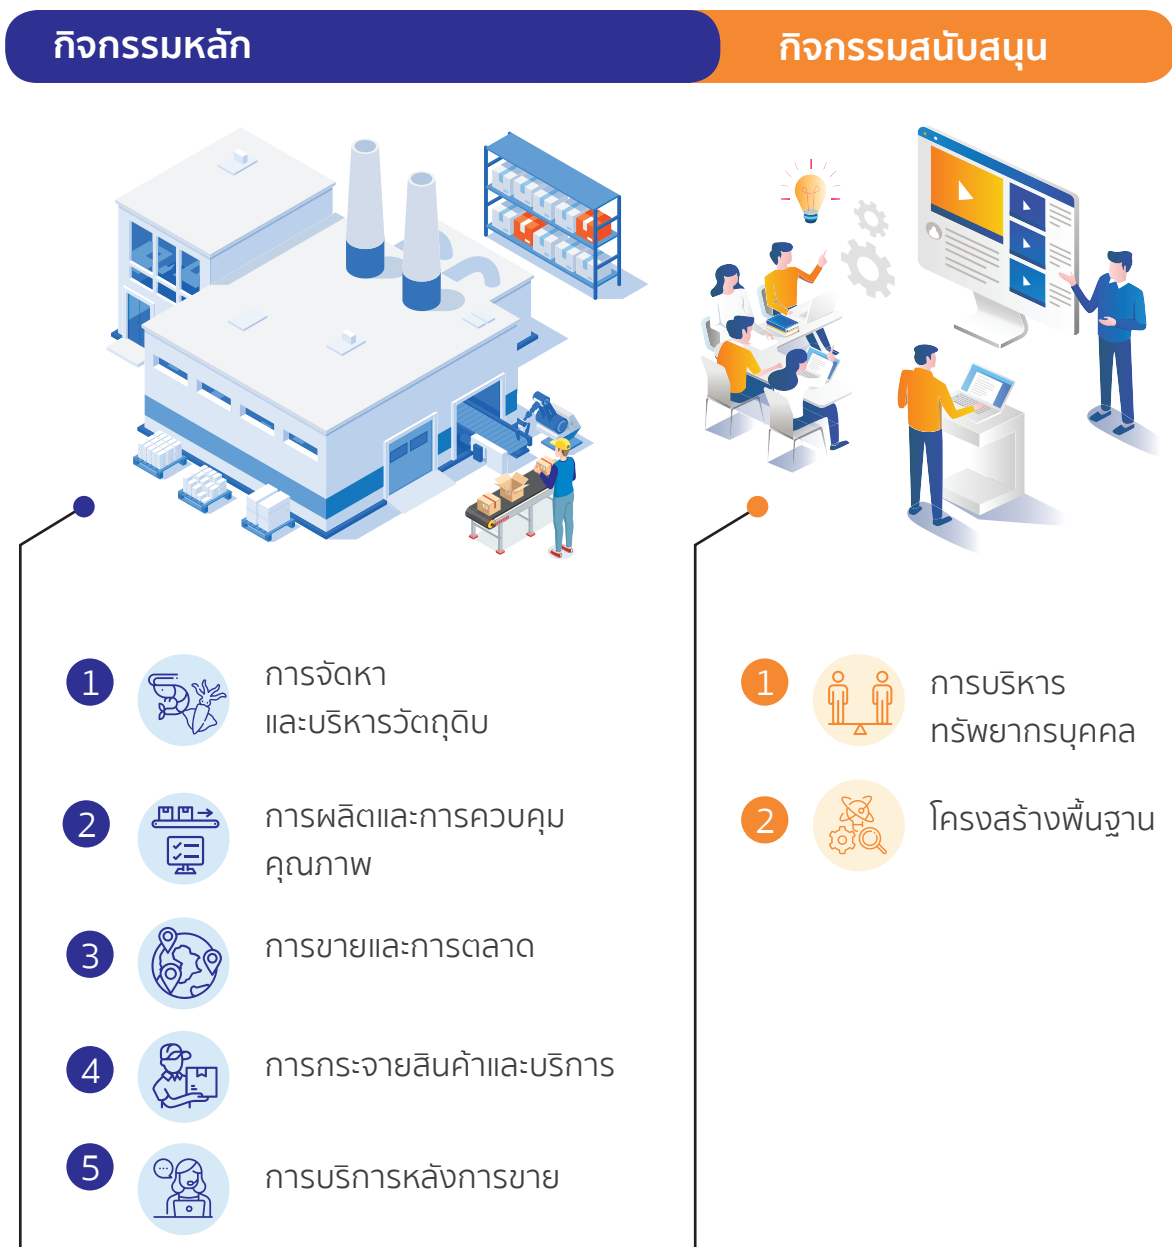 กิจกรรมหลัก
กิจกรรมสนับสนุน
1
การจัดหา
และบริหารวัตถุดิบ
2
การผลิตและการควบคุม
คุณภาพ
3
การขายและการตลาด
4
การกระจายสินค้าและบริการ
5
การบริการหลังการขาย
1
การบริหาร
ทรัพยากรบุคคล
2
โครงสร้างพื้นฐาน